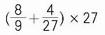 (8/9 + 4/27) × 27